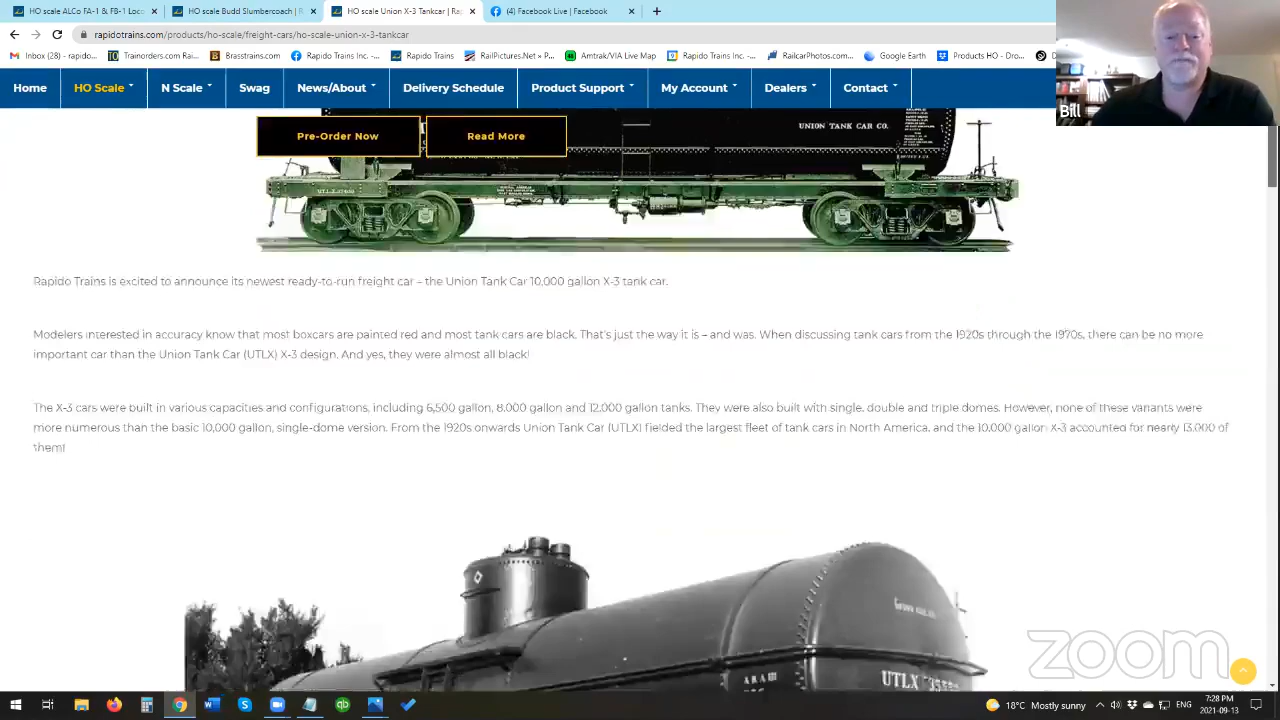 HO scale ALCo FA-1 & FB-1 Loc
HO scale Budd Slumbercoach | R
HO scale Union X-3 Tankcar | Ra
(4) Facebook Live | Facebook
rapidotrains.com/products/ho-scale/freight-cars/ho-scale-union-x-3-tankcar
Inbox (28) - rapido... Trainorders.com Rai... Brasstrains.com Rapido Trains Inc. -... Rapido Trains RailPictures.Net » P... Amtrak/VIA Live Map Rapido Trains Inc.... RailcarPhotos.com... Google Earth Products HO - Dro...
Home HO Scale N Scale Swag News/About Delivery Schedule Product Support My Account Dealers Contact
Bill
Pre-Order Now Read More
UNION TANK CAR CO.
Rapido Trains is excited to announce its newest ready-to-run freight car – the Union Tank Car 10,000 gallon X-3 tank car.
Modelers interested in accuracy know that most boxcars are painted red and most tank cars are black. That's just the way it is – and was. When discussing tank cars from the 1920s through the 1970s, there can be no more
important car than the Union Tank Car (UTLX) X-3 design. And yes, they were almost all black!
The X-3 cars were built in various capacities and configurations, including 6,500 gallon, 8,000 gallon and 12,000 gallon tanks. They were also built with single, double and triple domes. However, none of these variants were
more numerous than the basic 10,000 gallon, single-dome version. From the 1920s onwards Union Tank Car (UTLX) fielded the largest fleet of tank cars in North America, and the 10,000 gallon X-3 accounted for nearly 13,000 of
them!
UTLX
zoom
18°C Mostly sunny
ENG
7:28 PM
2021-09-13